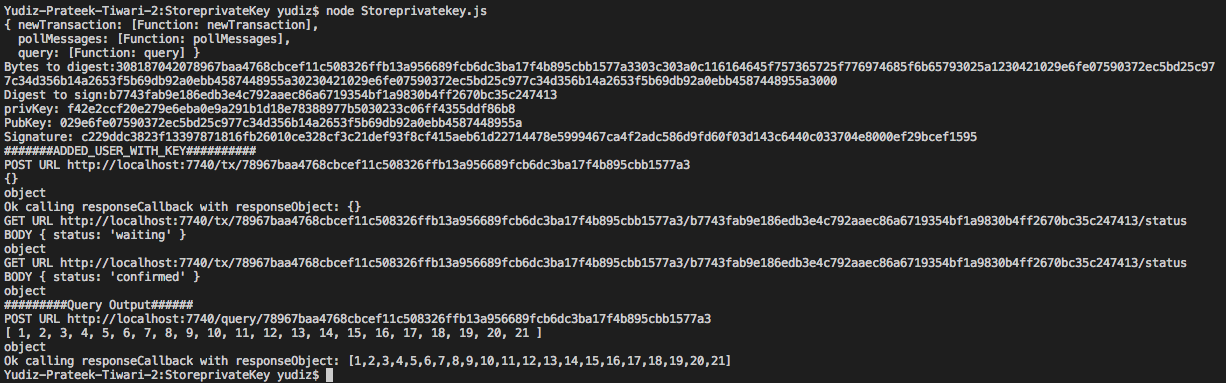 Yudiz-Prateek-Tiwari-2:StoreprivateKey yudiz$ node Storeprivatekey.js
{ newTransaction: [Function: newTransaction],
  pollMessages: [Function: pollMessages],
  query: [Function: query] }
Bytes to digest:308187042078967baa4768cbcef11c508326ffb13a956689fcb6dc3ba17f4b895cbb1577a3303c303a0c116164645f757365725f776974685f6b65793025a1230421029e6fe07590372ec5bd25c97
7c34d356b14a2653f5b69db92a0ebb4587448955a30230421029e6fe07590372ec5bd25c977c34d356b14a2653f5b69db92a0ebb4587448955a3000
Digest to sign:b7743fab9e186edb3e4c792aaec86a6719354bf1a9830b4ff2670bc35c247413
privKey: f42e2ccf20e279e6eba0e9a291b1d18e78388977b5030233c06ff4355ddf86b8
PubKey: 029e6fe07590372ec5bd25c977c34d356b14a2653f5b69db92a0ebb4587448955a
Signature: c229ddc3823f13397871816fb26010ce328cf3c21def93f8cf415aeb61d22714478e5999467ca4f2adc586d9fd60f03d143c6440c033704e8000ef29bcef1595
#######ADDED_USER_WITH_KEY##########
POST URL http://localhost:7740/tx/78967baa4768cbcef11c508326ffb13a956689fcb6dc3ba17f4b895cbb1577a3
{}
object
Ok calling responseCallback with responseObject: {}
GET URL http://localhost:7740/tx/78967baa4768cbcef11c508326ffb13a956689fcb6dc3ba17f4b895cbb1577a3/b7743fab9e186edb3e4c792aaec86a6719354bf1a9830b4ff2670bc35c247413/status
BODY { status: 'waiting' }
object
GET URL http://localhost:7740/tx/78967baa4768cbcef11c508326ffb13a956689fcb6dc3ba17f4b895cbb1577a3/b7743fab9e186edb3e4c792aaec86a6719354bf1a9830b4ff2670bc35c247413/status
BODY { status: 'confirmed' }
object
#########Query Output######
POST URL http://localhost:7740/query/78967baa4768cbcef11c508326ffb13a956689fcb6dc3ba17f4b895cbb1577a3
[ 1, 2, 3, 4, 5, 6, 7, 8, 9, 10, 11, 12, 13, 14, 15, 16, 17, 18, 19, 20, 21 ]
object
Ok calling responseCallback with responseObject: [1,2,3,4,5,6,7,8,9,10,11,12,13,14,15,16,17,18,19,20,21]
Yudiz-Prateek-Tiwari-2:StoreprivateKey yudiz$